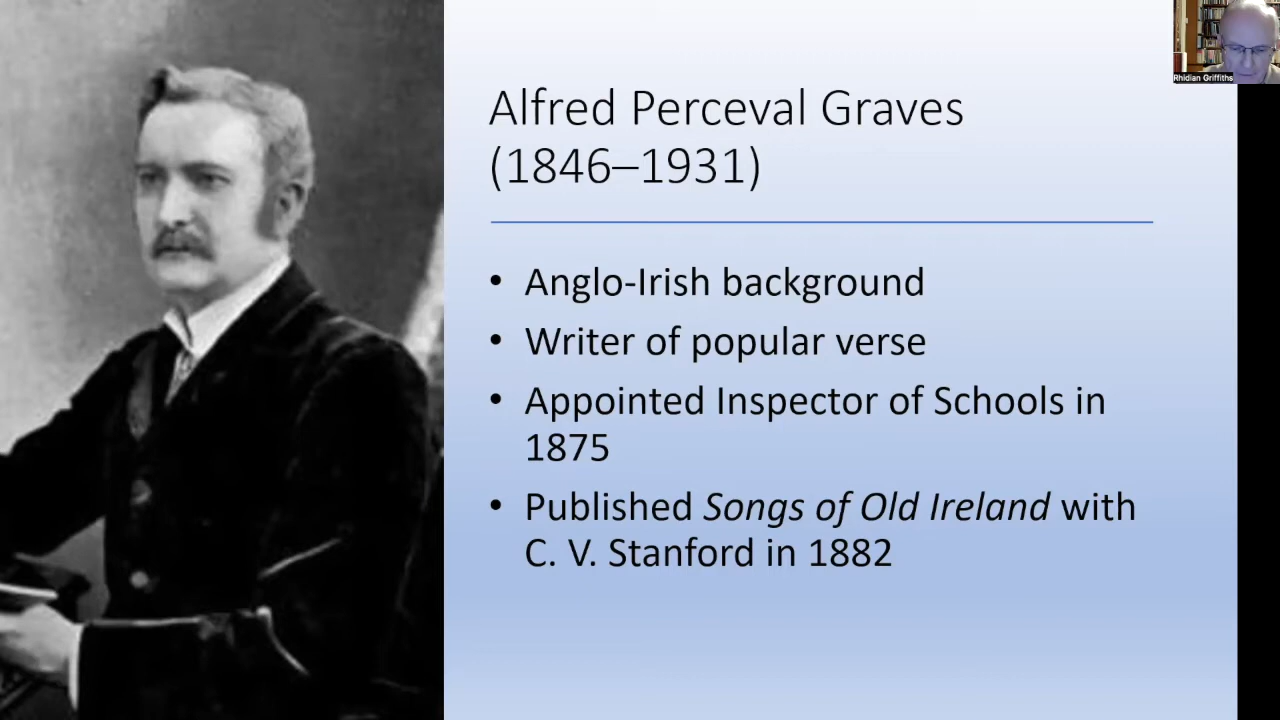 Rhidian Griffiths
Alfred Perceval Graves
(1846–1931)
• Anglo-Irish background
• Writer of popular verse
• Appointed Inspector of Schools in
1875
• Published Songs of Old Ireland with
C. V. Stanford in 1882